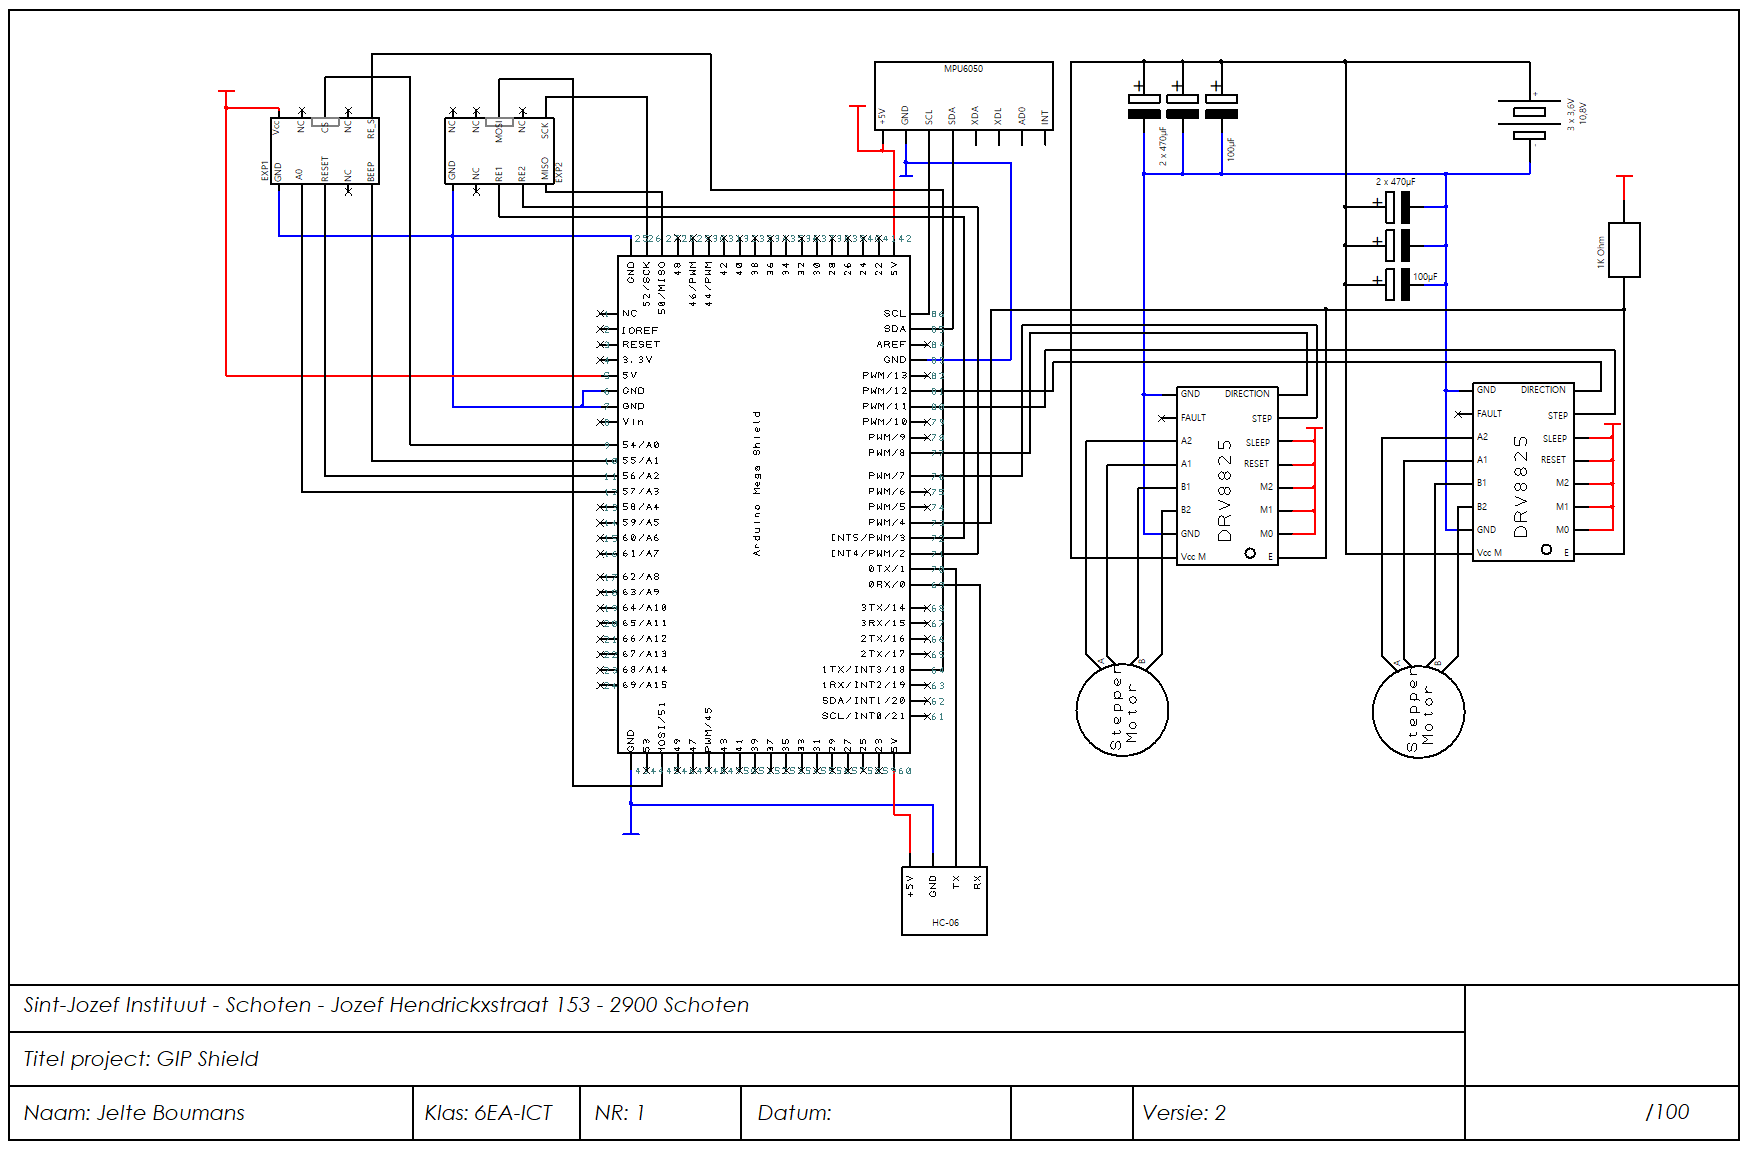 MPU6050
+5V
GND
SCL
SDA
XDA
XDL
AD0
INT
+
+
+
2 x 470µF
100µF
+
-
3 x 3,6V
10,8V
EXP1
Vcc
NC
CS
NC
GND
A0
RESET
NC
BEEP
EXP2
NC
NC
MOSI
NC
SCK
GND
NC
RE1
RE2
MISO
2 x 470µF
+
+
+
100µF
1K Ohm
GND
52/SCK
50/MISO
48
46/PWM
44/PWM
42
40
38
36
34
32
30
28
26
24
22
5V
NC
IOREF
RESET
3.3V
5V
GND
GND
Vin
54/A0
55/A1
56/A2
57/A3
58/A4
59/A5
60/A6
61/A7
62/A8
63/A9
64/A10
65/A11
66/A12
67/A13
68/A14
69/A15
Arduino Mega Shield
SCL
SDA
AREF
GND
PWM/13
PWM/12
PWM/11
PWM/10
PWM/9
PWM/8
PWM/7
PWM/6
PWM/5
PWM/4
INT5/PWM/3
INT4/PWM/2
0TX/1
0RX/0
3TX/14
3RX/15
2TX/16
2TX/17
1TX/INT3/18
1RX/INT2/19
SDA/INT1/20
SCL/INT0/21
GND
53
MOSI/51
49
47
PWM/45
43
41
39
37
35
33
31
29
27
25
23
5V
GND
FAULT
A2
A1
B1
B2
GND
Vcc M
DRV8825
DIRECTION
STEP
SLEEP
RESET
M2
M1
M0
E
GND
FAULT
A2
A1
B1
B2
GND
Vcc M
DRV8825
DIRECTION
STEP
SLEEP
RESET
M2
M1
M0
E
A
B
Stepper
Motor
A
B
Stepper
Motor
+5V
GND
TX
RX
HC-06
Sint-Jozef Instituut - Schoten - Jozef Hendrickxstraat 153 - 2900 Schoten
Titel project: GIP Shield
Naam: Jelte Boumans
Klas: 6EA-ICT
NR: 1
Datum:
Versie: 2
/100